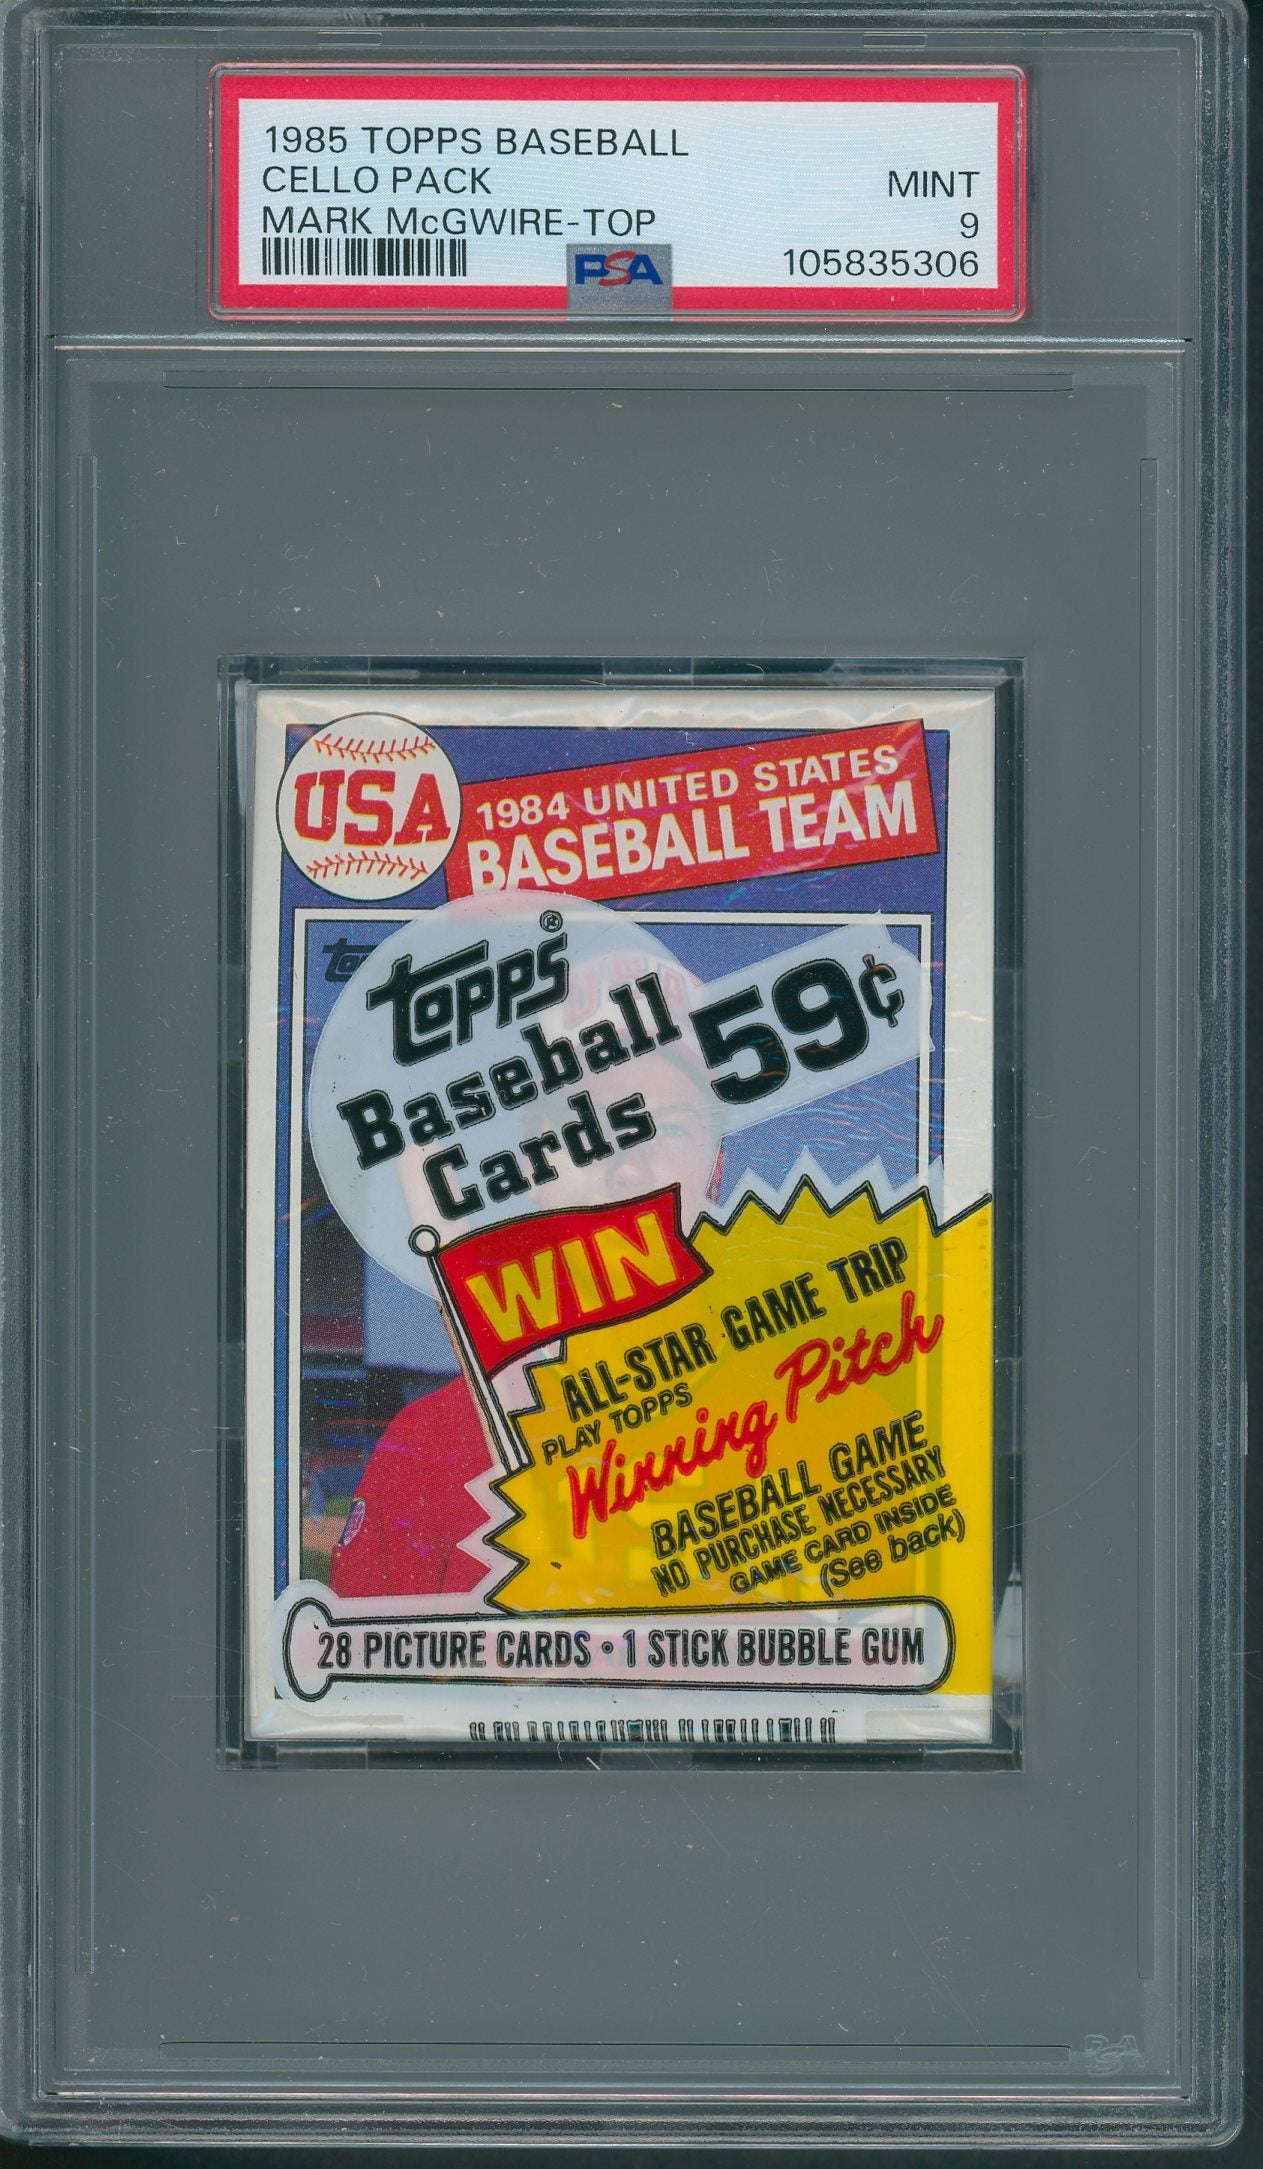 1985 TOPPS BASEBALL
CELLO PACK
MINT
MARK McGWIRE-TOP
9
PSA
105835306
USA
1984 UNITED STATES
BASEBALL TEAM
topps®
Baseball
Cards
59¢
WIN
ALL-STAR GAME TRIP
PLAY TOPPS
Winning Pitch
BASEBALL GAME
NO PURCHASE NECESSARY
GAME CARD INSIDE
(See back)
28 PICTURE CARDS • 1 STICK BUBBLE GUM
PSA